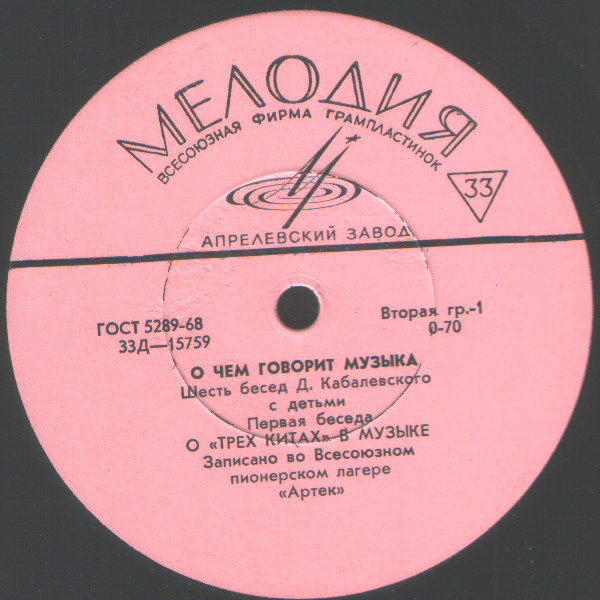 МЕЛОДИЯ
ВСЕСОЮЗНАЯ ФИРМА ГРАМПЛАСТИНОК
33
АПРЕЛЕВСКИЙ ЗАВОД
ГОСТ 5289-68
33Д—15759
Вторая гр.-1
0-70
О ЧЕМ ГОВОРИТ МУЗЫКА
Шесть бесед Д. Кабалевского
с детьми
Первая беседа
О «ТРЕХ КИТАХ» В МУЗЫКЕ
Записано во Всесоюзном
пионерском лагере
«Артек»